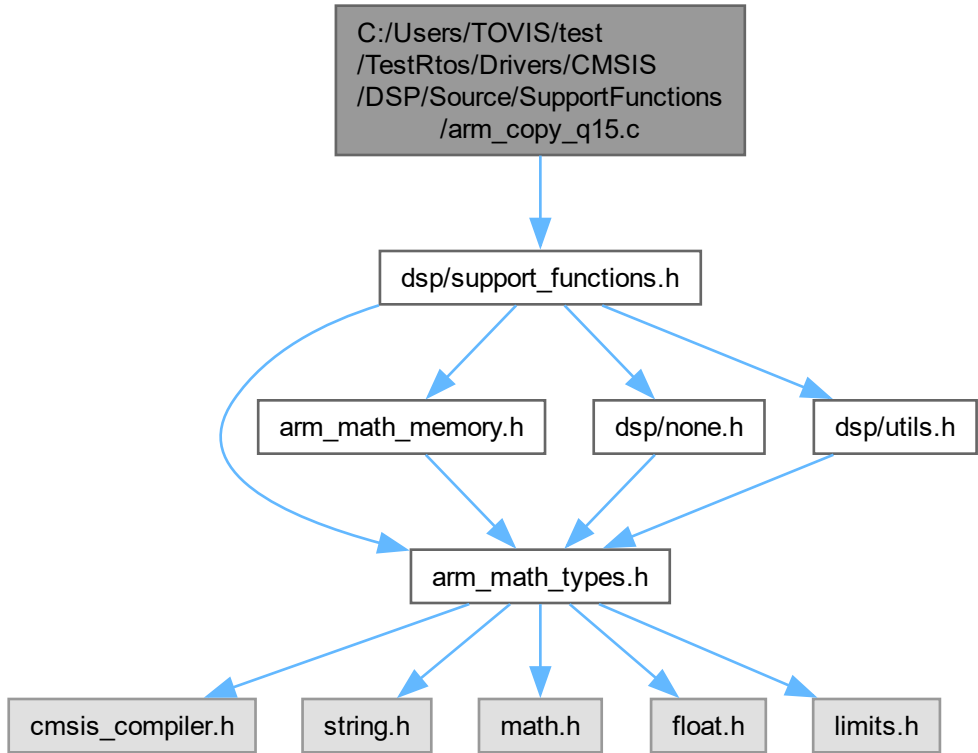 C:/Users/TOVIS/test
/TestRtos/Drivers/CMSIS
/DSP/Source/SupportFunctions
/arm_copy_q15.c
dsp/support_functions.h
arm_math_memory.h
dsp/none.h
dsp/utils.h
arm_math_types.h
cmsis_compiler.h
string.h
math.h
float.h
limits.h